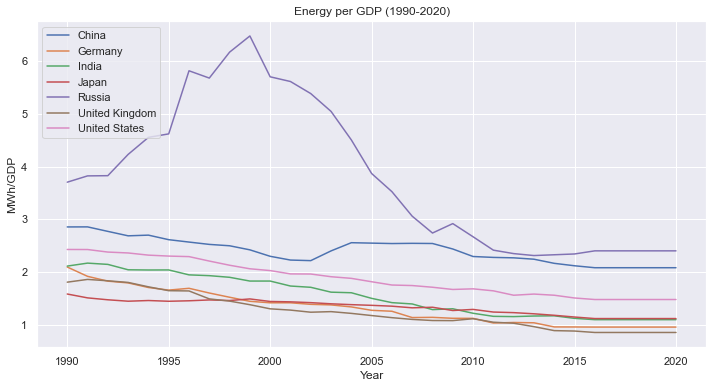 Energy per GDP (1990-2020)
China
Germany
India
Japan
Russia
United Kingdom
United States
MWh/GDP
6
5
4
3
2
1
1990 1995 2000 2005 2010 2015 2020
Year